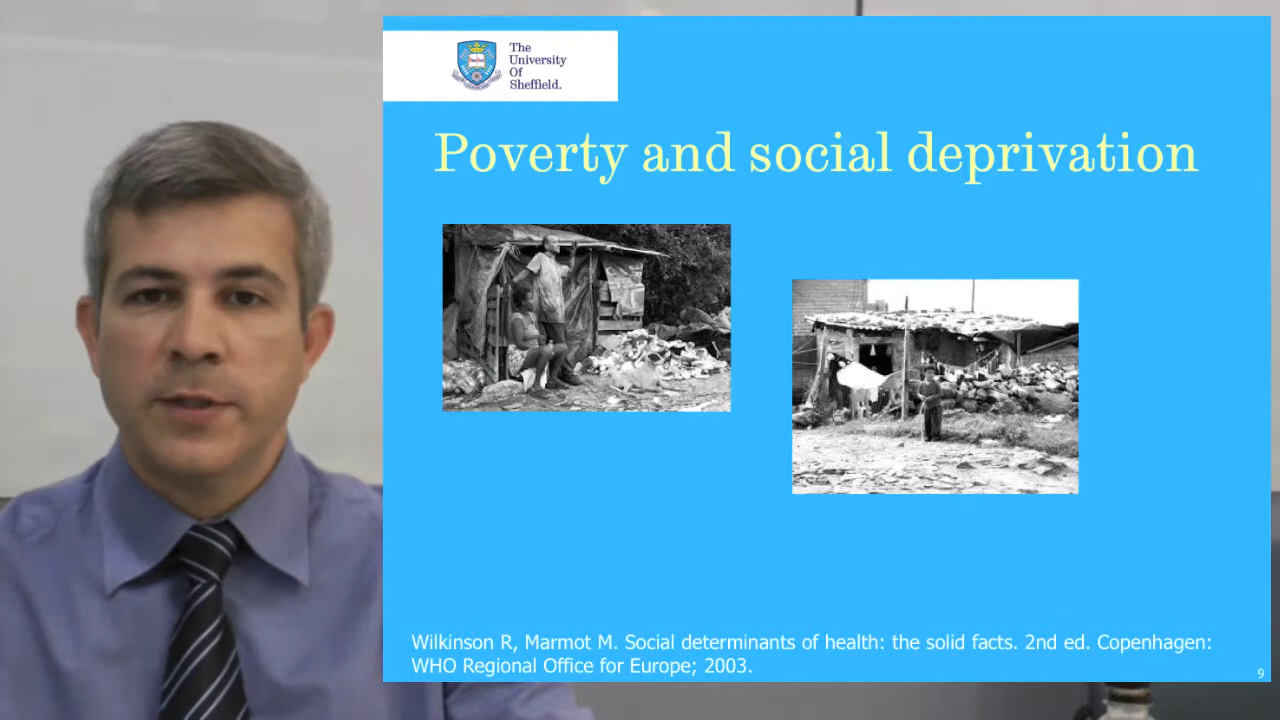 The
University
Of
Sheffield.
Poverty and social deprivation
Wilkinson R, Marmot M. Social determinants of health: the solid facts. 2nd ed. Copenhagen:
WHO Regional Office for Europe; 2003.
9